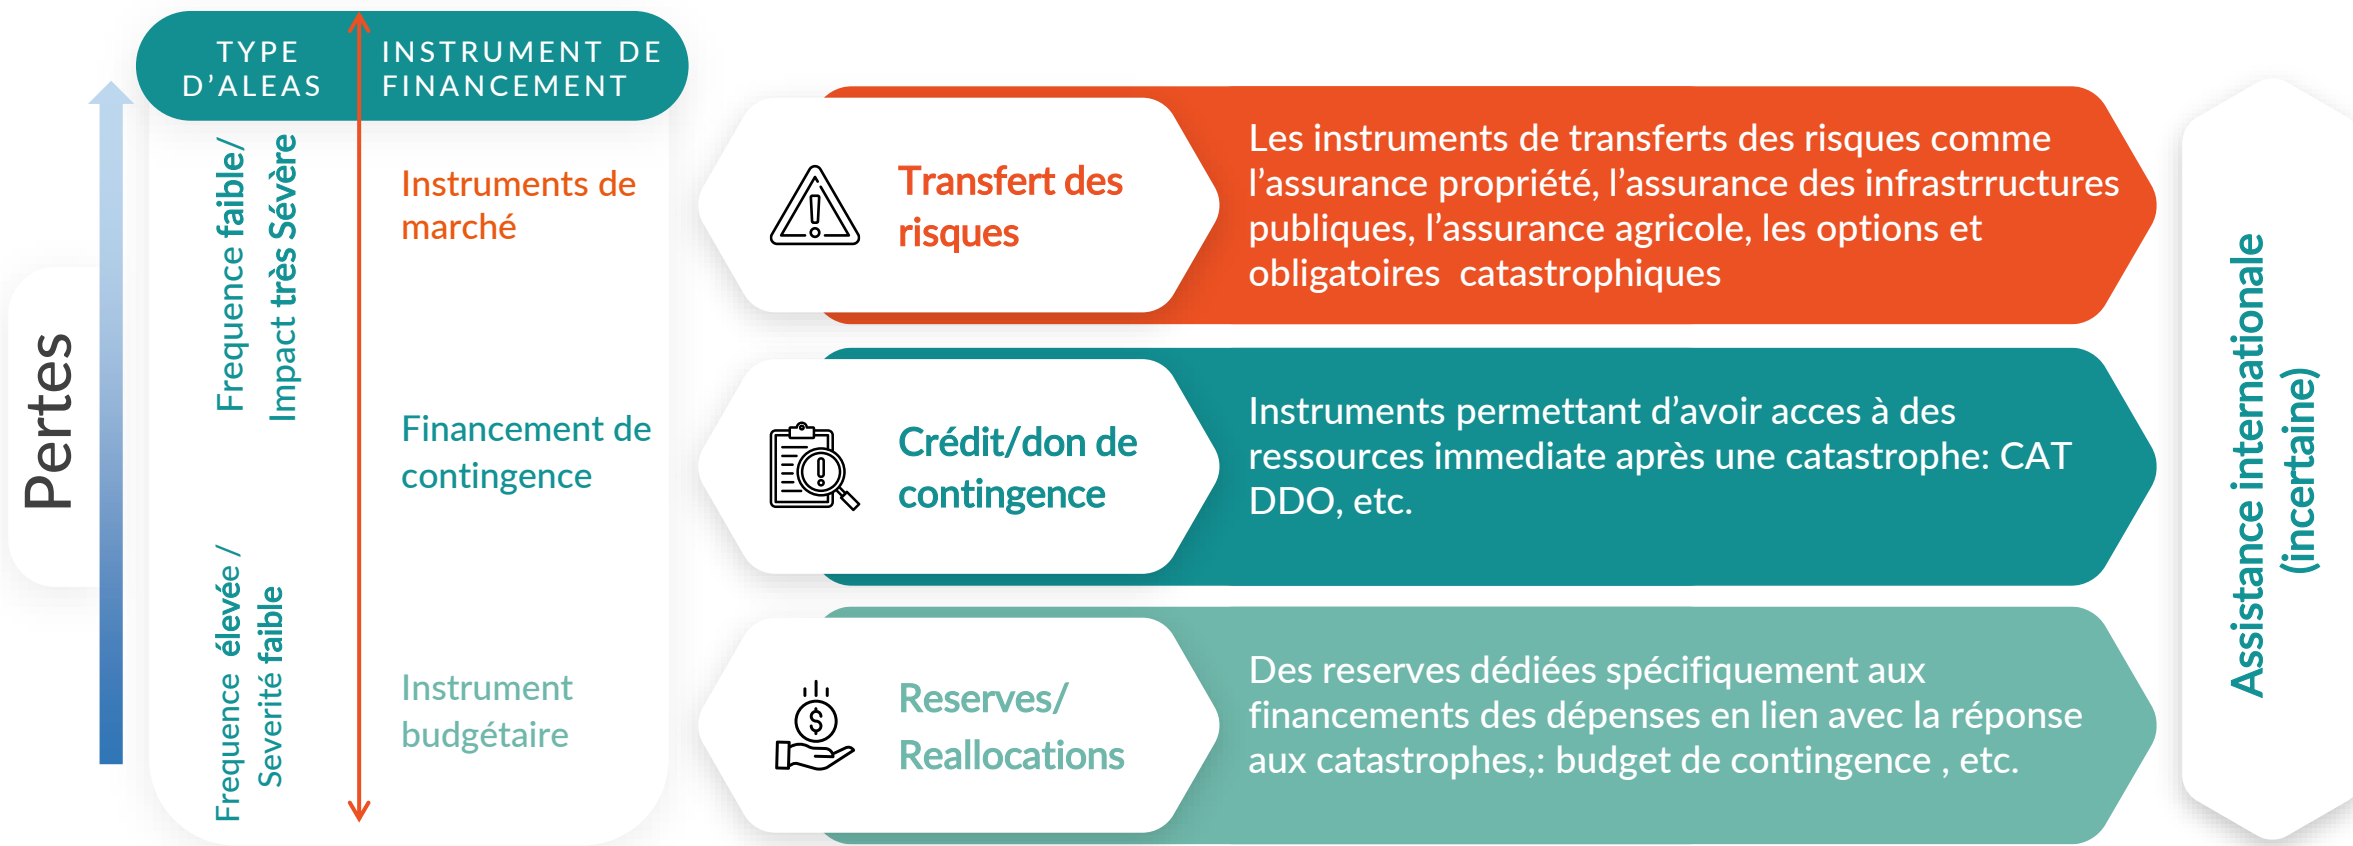 Pertes
TYPE
D’ALEAS
INSTRUMENT DE
FINANCEMENT
Frequence faible/
Impact très Sévère
Frequence  élevée /
Severité faible
Instruments de
marché
Financement de
contingence
Instrument
budgétaire
Transfert des
risques
Les instruments de transferts des risques comme
l’assurance propriété, l’assurance des infrastrructures
publiques, l’assurance agricole, les options et
obligatoires  catastrophiques
Crédit/don de
contingence
Instruments permettant d’avoir acces à des
ressources immediate après une catastrophe: CAT
DDO, etc.
Reserves/
Reallocations
Des reserves dédiées spécifiquement aux
financements des dépenses en lien avec la réponse
aux catastrophes,: budget de contingence , etc.
Assistance internationale
(incertaine)